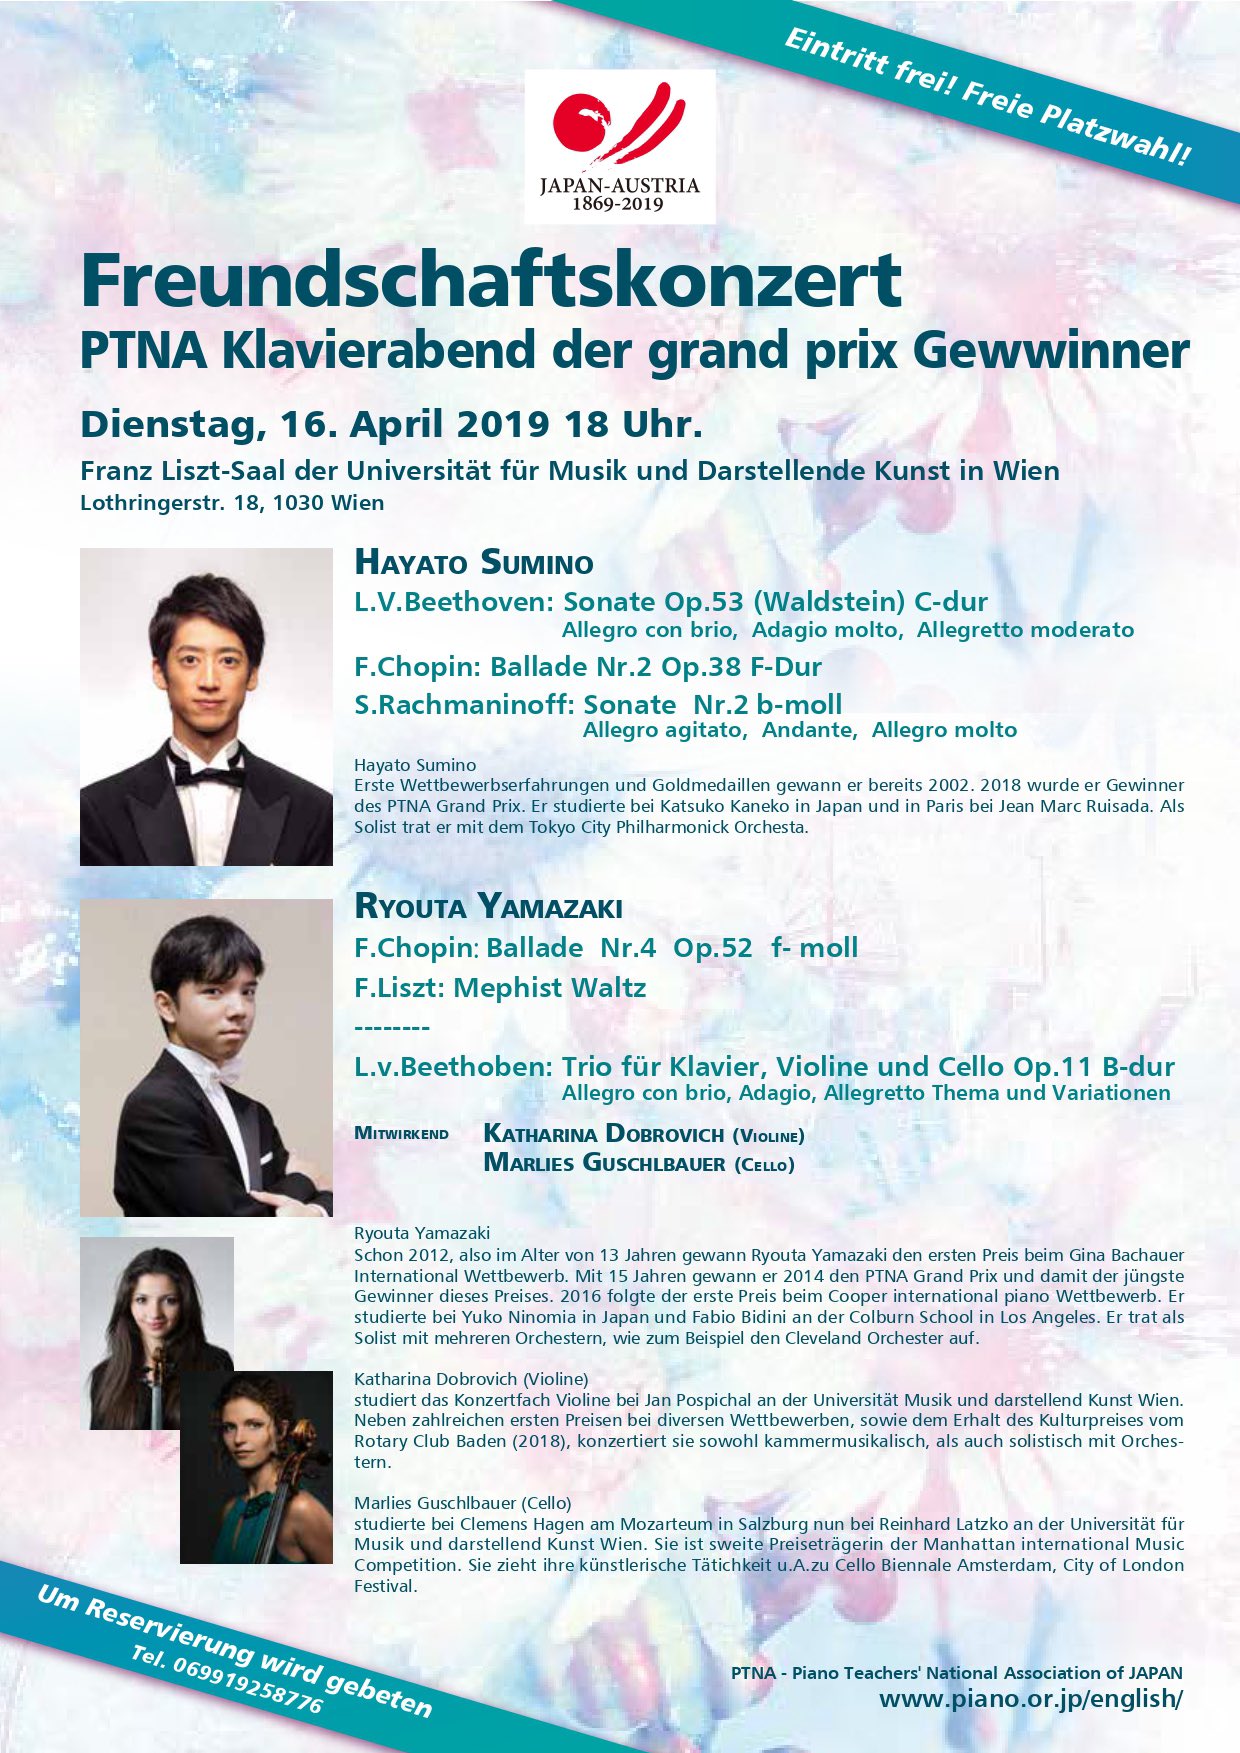 Eintritt frei! Freie Platzwahl!
JAPAN-AUSTRIA
1869-2019
Freundschaftskonzert
PTNA Klavierabend der grand prix Gewwinner
Dienstag, 16. April 2019 18 Uhr.
Franz Liszt-Saal der Universität für Musik und Darstellende Kunst in Wien
Lothringerstr. 18, 1030 Wien
Hayato Sumino
L.V.Beethoven: Sonate Op.53 (Waldstein) C-dur
Allegro con brio, Adagio molto, Allegretto moderato
F.Chopin: Ballade Nr.2 Op.38 F-Dur
S.Rachmaninoff: Sonate Nr.2 b-moll
Allegro agitato, Andante, Allegro molto
Hayato Sumino
Erste Wettbewerbserfahrungen und Goldmedaillen gewann er bereits 2002. 2018 wurde er Gewinner
des PTNA Grand Prix. Er studierte bei Katsuko Kaneko in Japan und in Paris bei Jean Marc Ruisada. Als
Solist trat er mit dem Tokyo City Philharmonick Orchesta.
Ryouta Yamazaki
F.Chopin: Ballade Nr.4 Op.52 f- moll
F.Liszt: Mephist Waltz
--------
L.v.Beethoben: Trio für Klavier, Violine und Cello Op.11 B-dur
Allegro con brio, Adagio, Allegretto Thema und Variationen
Mitwirkend Katharina Dobrovich (Violine)
Marlies Guschlbauer (Cello)
Ryouta Yamazaki
Schon 2012, also im Alter von 13 Jahren gewann Ryouta Yamazaki den ersten Preis beim Gina Bachauer
International Wettbewerb. Mit 15 Jahren gewann er 2014 den PTNA Grand Prix und damit der jüngste
Gewinner dieses Preises. 2016 folgte der erste Preis beim Cooper international piano Wettbewerb. Er
studierte bei Yuko Ninomia in Japan und Fabio Bidini an der Colburn School in Los Angeles. Er trat als
Solist mit mehreren Orchestern, wie zum Beispiel den Cleveland Orchester auf.
Katharina Dobrovich (Violine)
studiert das Konzertfach Violine bei Jan Pospichal an der Universität Musik und darstellend Kunst Wien.
Neben zahlreichen ersten Preisen bei diversen Wettbewerben, sowie dem Erhalt des Kulturpreises vom
Rotary Club Baden (2018), konzertiert sie sowohl kammermusikalisch, als auch solistisch mit Orches-
tern.
Marlies Guschlbauer (Cello)
studierte bei Clemens Hagen am Mozarteum in Salzburg nun bei Reinhard Latzko an der Universität für
Musik und darstellend Kunst Wien. Sie ist sweite Preiseträgerin der Manhattan international Music
Competition. Sie zieht ihre künstlerische Tätichkeit u.A.zu Cello Biennale Amsterdam, City of London
Festival.
Um Reservierung wird gebeten
Tel. 069919258776
PTNA - Piano Teachers' National Association of JAPAN
www.piano.or.jp/english/